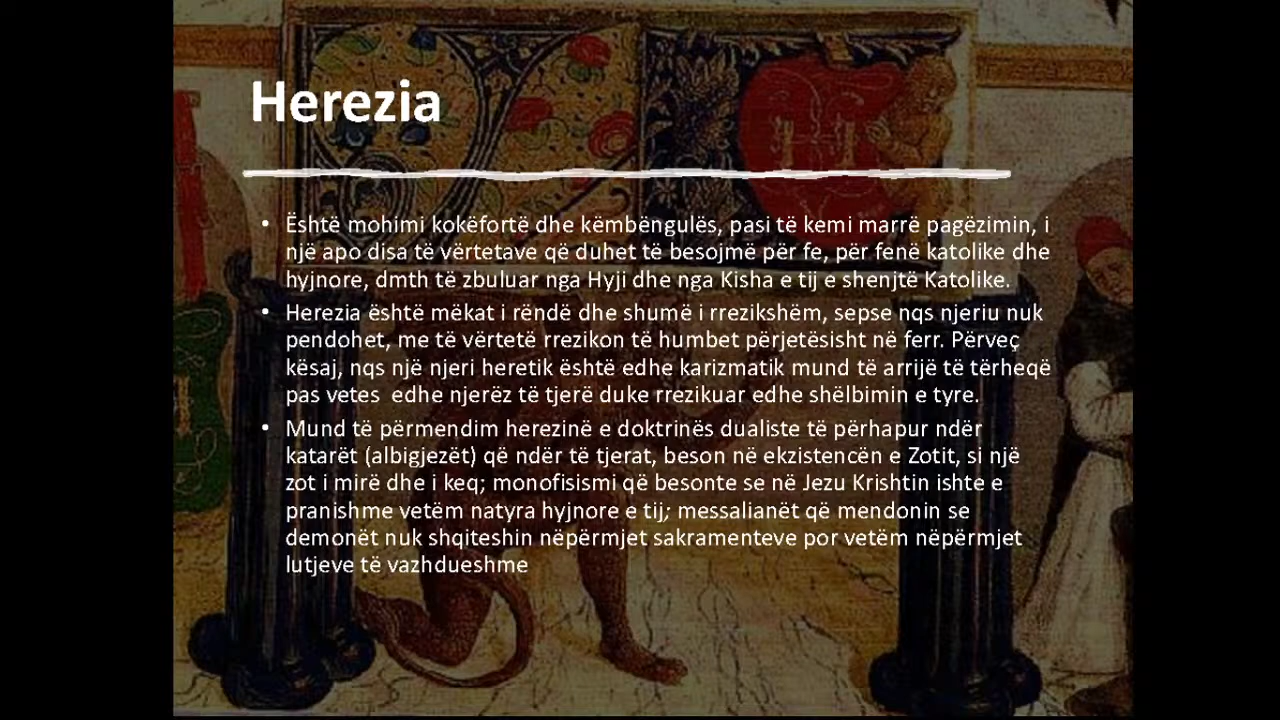 Herezia
• Është mohimi kokëfortë dhe këmbëngulës, pasi të kemi marrë pagëzimin, i
një apo disa të vërtetave që duhet të besojmë për fe, për fenë katolike dhe
hyjnore, dmth të zbuluar nga Hyji dhe nga Kisha e tij e shenjtë Katolike.
• Herezia është mëkat i rëndë dhe shumë i rrezikshëm, sepse nqs njeriu nuk
pendohet, me të vërtetë rrezikon të humbet përjetësisht në ferr. Përveç
kësaj, nqs një njeri heretik është edhe karizmatik mund të arrijë të tërheqë
pas vetes edhe njerëz të tjerë duke rrezikuar edhe shëlbimin e tyre.
• Mund të përmendim herezinë e doktrinës dualiste të përhapur ndër
katarët (albigjezët) që ndër të tjerat, beson në ekzistencën e Zotit, si një
zot i mirë dhe i keq; monofisismi që besonte se në Jezu Krishtin ishte e
pranishme vetëm natyra hyjnore e tij; messalianët që mendonin se
demonët nuk shqiteshin nëpërmjet sakramenteve por vetëm nëpërmjet
lutjeve të vazhdueshme